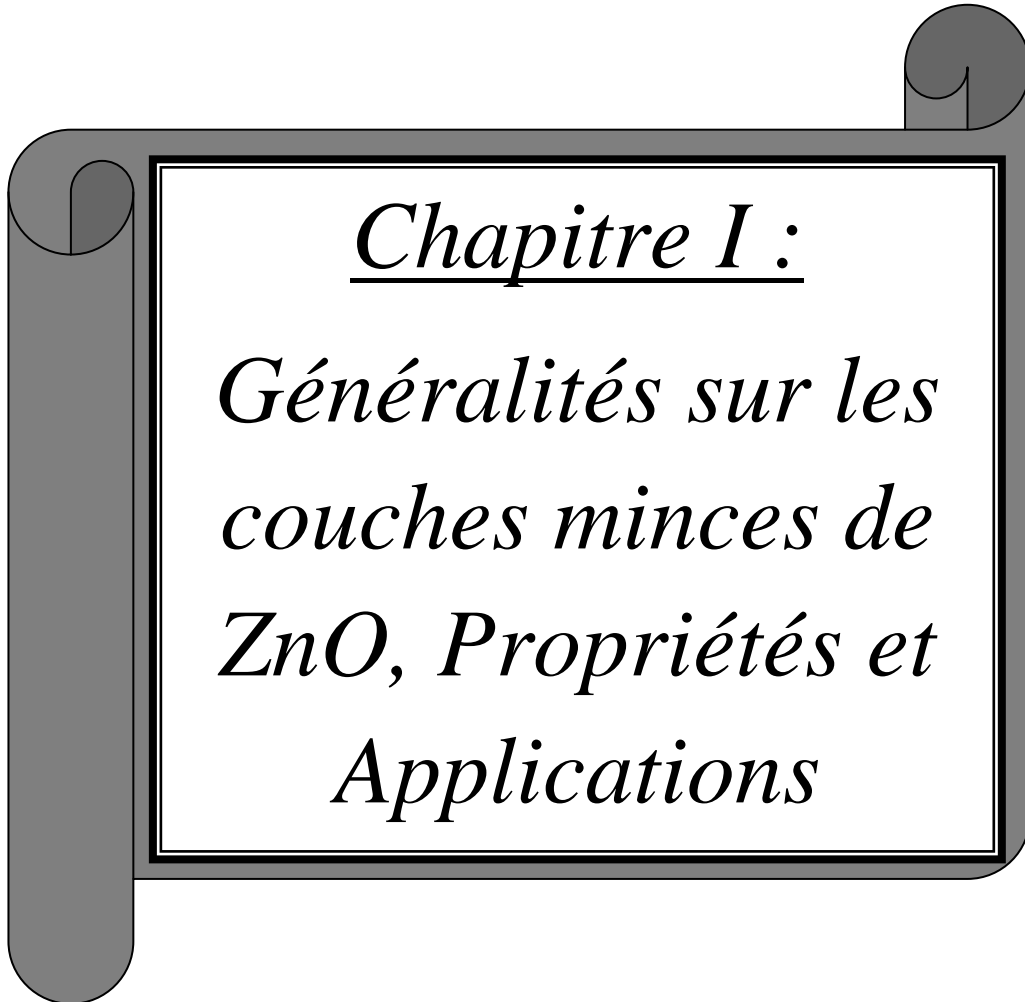 Chapitre I :
Généralités sur les
couches minces de
ZnO, Propriétés et
Applications